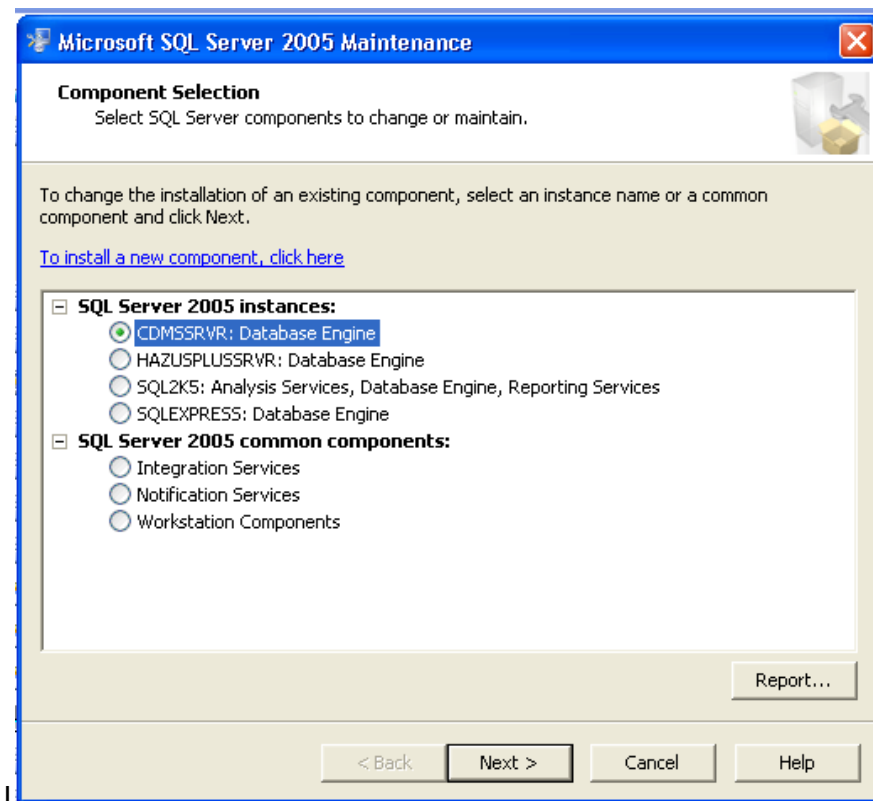 Microsoft SQL Server 2005 Maintenance
Component Selection
Select SQL Server components to change or maintain.
To change the installation of an existing component, select an instance name or a common
component and click Next.
To install a new component, click here
SQL Server 2005 instances:
CDMSSRVR: Database Engine
HAZUSPLUSSRVR: Database Engine
SQL2K5: Analysis Services, Database Engine, Reporting Services
SQLEXPRESS: Database Engine
SQL Server 2005 common components:
Integration Services
Notification Services
Workstation Components
Report...
< Back
Next >
Cancel
Help